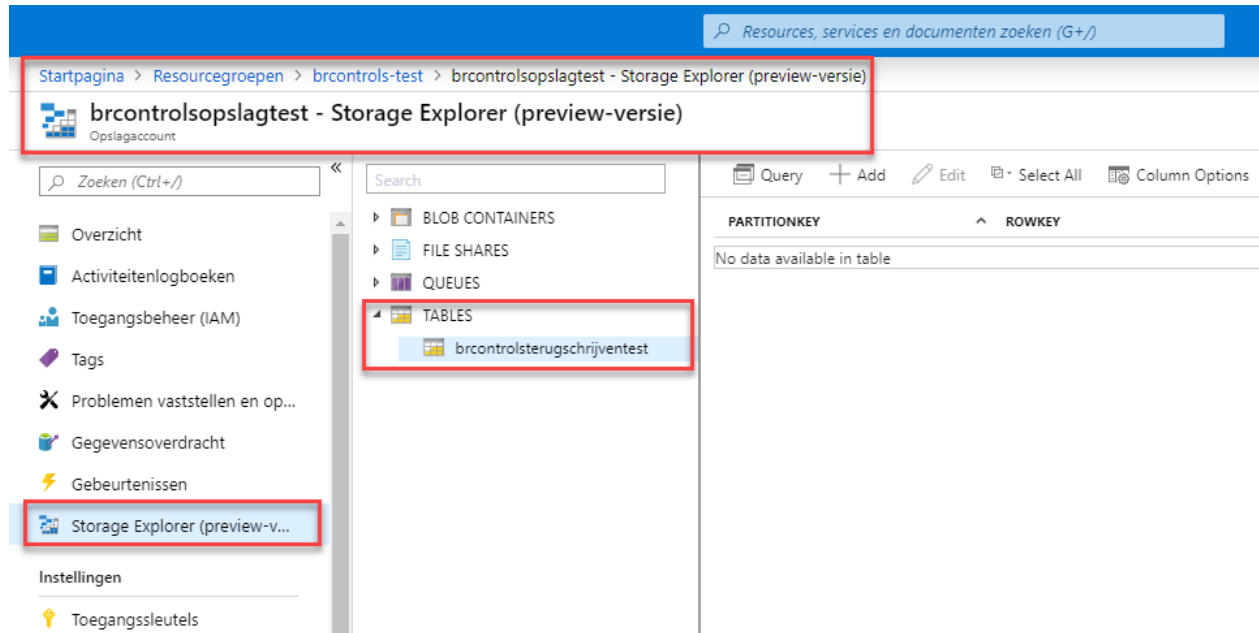 Resources, services en documenten zoeken (G+/)
Startpagina > Resourcegroepen > brcontrols-test > brcontrolsopslagtest - Storage Explorer (preview-versie)
brcontrolsopslagtest - Storage Explorer (preview-versie)
Opslagaccount
Zoeken (Ctrl+/)
«
Overzicht
Activiteitenlogboeken
Toegangsbeheer (IAM)
Tags
Problemen vaststellen en op...
Gegevensoverdracht
Gebeurtenissen
Storage Explorer (preview-v...
Instellingen
Toegangssleutels
Search
BLOB CONTAINERS
FILE SHARES
QUEUES
TABLES
brcontrolsterugschrijventest
Query Add Edit Select All Column Options
PARTITIONKEY ROWKEY
No data available in table